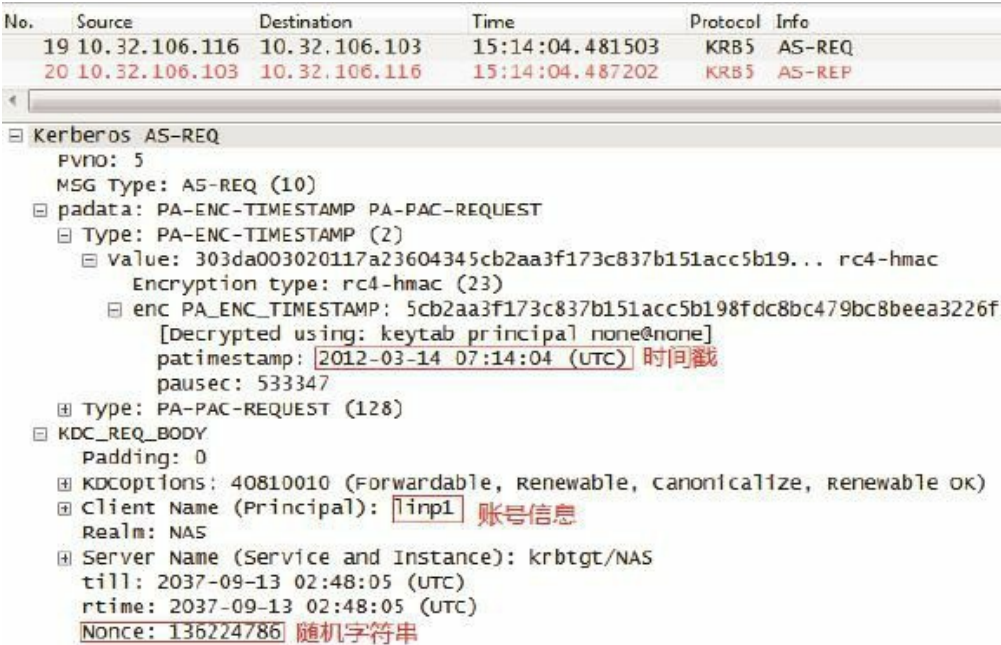 No. Source Destination Time Protocol Info
19 10.32.106.116 10.32.106.103 15:14:04.481503 KRB5 AS-REQ
20 10.32.106.103 10.32.106.116 15:14:04.487202 KRB5 AS-REP
Kerberos AS-REQ
Pvno: 5
MSG Type: AS-REQ (10)
padata: PA-ENC-TIMESTAMP PA-PAC-REQUEST
Type: PA-ENC-TIMESTAMP (2)
Value: 303da003020117a23604345cb2aa3f173c837b151acc5b19... rc4-hmac
Encryption type: rc4-hmac (23)
enc PA_ENC_TIMESTAMP: 5cb2aa3f173c837b151acc5b198fdc8bc479bc8beea3226f
[Decrypted using: keytab principal none@none]
patimestamp: 2012-03-14 07:14:04 (UTC) 时间戳
pausec: 533347
Type: PA-PAC-REQUEST (128)
KDC_REQ_BODY
Padding: 0
KDCOptions: 40810010 (Forwardable, Renewable, Canonicalize, Renewable OK)
Client Name (Principal): linp1 账号信息
Realm: NAS
Server Name (Service and Instance): krbtgt/NAS
till: 2037-09-13 02:48:05 (UTC)
rtime: 2037-09-13 02:48:05 (UTC)
Nonce: 136224786 随机字符串